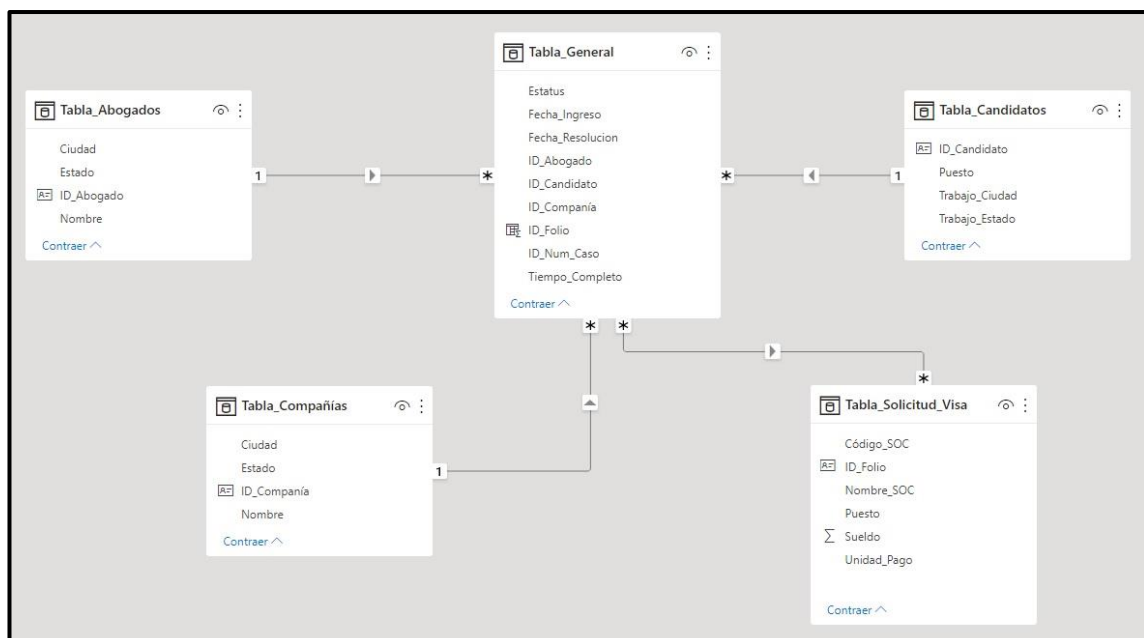 Tabla_General
Estatus
Fecha_Ingreso
Fecha_Resolucion
ID_Abogado
ID_Candidato
ID_Compañía
ID_Folio
ID_Num_Caso
Tiempo_Completo
Contraer
Tabla_Abogados
Ciudad
Estado
ID_Abogado
Nombre
Contraer
1
*
Tabla_Candidatos
ID_Candidato
Puesto
Trabajo_Ciudad
Trabajo_Estado
Contraer
*
1
*
*
Tabla_Compañías
Ciudad
Estado
ID_Compañía
Nombre
Contraer
1
*
Tabla_Solicitud_Visa
Código_SOC
ID_Folio
Nombre_SOC
Puesto
Sueldo
Unidad_Pago
Contraer